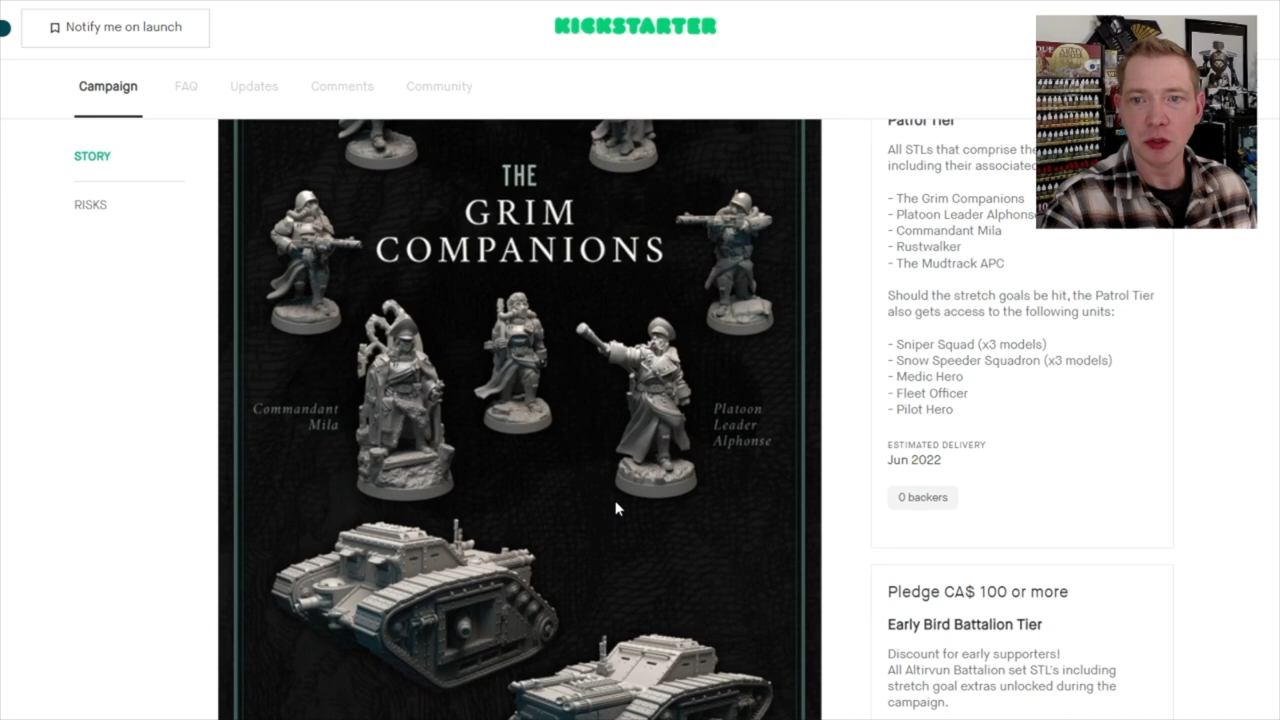 Notify me on launch
KICKSTARTER
Campaign
FAQ
Updates
Comments
Community
STORY
RISKS
THE
GRIM
COMPANIONS
Commandant
Mila
Platoon
Leader
Alphonse
Patrol Tier
All STLs that comprise the
including their associated
- The Grim Companions
- Platoon Leader Alphonse
- Commandant Mila
- Rustwalker
- The Mudtrack APC
Should the stretch goals be hit, the Patrol Tier
also gets access to the following units:
- Sniper Squad (x3 models)
- Snow Speeder Squadron (x3 models)
- Medic Hero
- Fleet Officer
- Pilot Hero
ESTIMATED DELIVERY
Jun 2022
0 backers
Pledge CA$ 100 or more
Early Bird Battalion Tier
Discount for early supporters!
All Altirvun Battalion set STL's including
stretch goal extras unlocked during the
campaign.